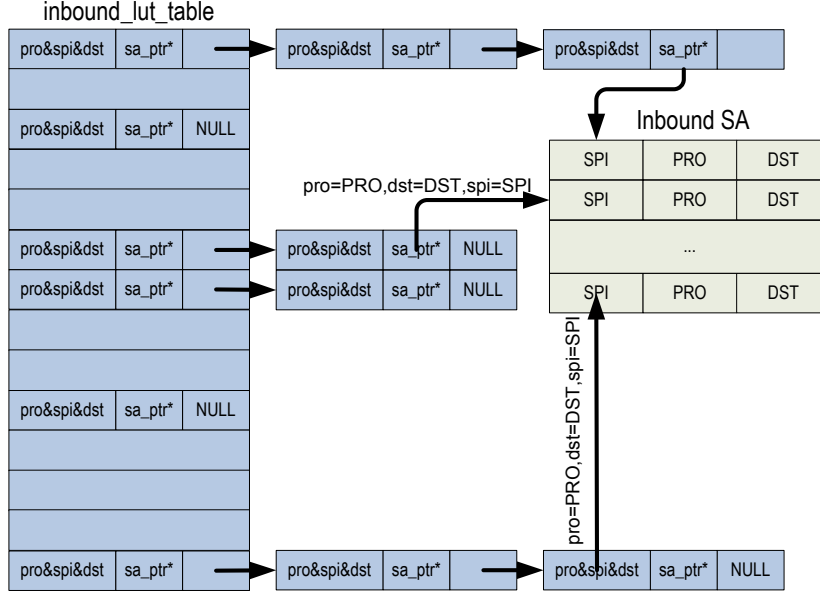 inbound_lut_table
pro&spi&dst sa_ptr* pro&spi&dst sa_ptr* pro&spi&dst sa_ptr*
pro&spi&dst sa_ptr* NULL
Inbound SA
SPI PRO DST
pro=PRO,dst=DST,spi=SPI
SPI PRO DST
pro&spi&dst sa_ptr* pro&spi&dst sa_ptr* NULL
...
pro&spi&dst sa_ptr* pro&spi&dst sa_ptr* NULL
SPI PRO DST
pro=PRO,dst=DST,spi=SPI
pro&spi&dst sa_ptr* NULL
pro&spi&dst sa_ptr* pro&spi&dst sa_ptr* pro&spi&dst sa_ptr* NULL